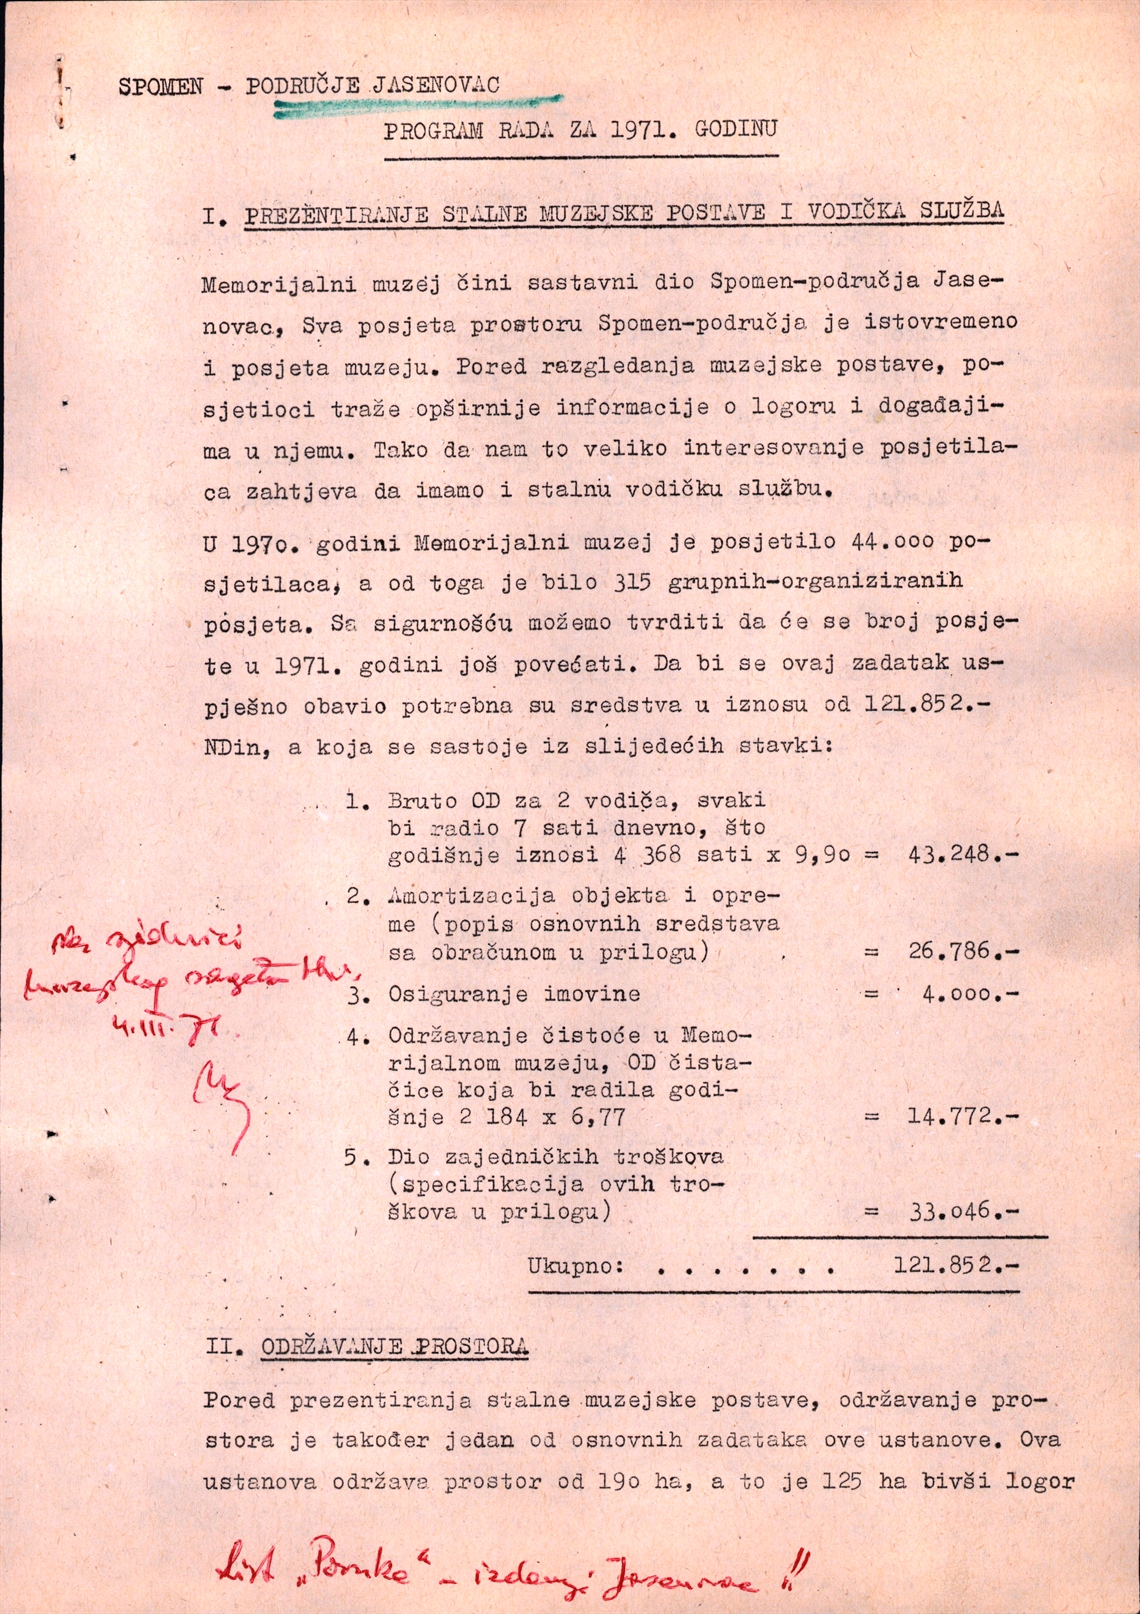 SPOMEN - PODRUČJE JASENOVAC
PROGRAM RADA ZA 1971. GODINU
I. PREZENTIRANJE STALNE MUZEJSKE POSTAVE I VODIČKA SLUŽBA
Memorijalni muzej čini sastavni dio Spomen-područja Jase-
novac, Sva posjeta prostoru Spomen-područja je istovremeno
i posjeta muzeju. Pored razgledanja muzejske postave, po-
sjetioci traže opširnije informacije o logoru i događaji-
ma u njemu. Tako da nam to veliko interesovanje posjetila-
ca zahtjeva da imamo i stalnu vodičku službu.
U 197o. godini Memorijalni muzej je posjetilo 44.ooo po-
sjetilaca, a od toga je bilo 315 grupnih-organiziranih
posjeta. Sa sigurnošću možemo tvrditi da će se broj posje-
te u 1971. godini još povećati. Da bi se ovaj zadatak us-
pješno obavio potrebna su sredstva u iznosu od 121.852.-
NDin, a koja se sastoje iz slijedećih stavki:
1. Bruto OD za 2 vodiča, svaki
bi radio 7 sati dnevno, što
godišnje iznosi 4 368 sati x 9,9o = 43.248.-
2. Amortizacija objekta i opre-
me (popis osnovnih sredstava
sa obračunom u prilogu) = 26.786.-
3. Osiguranje imovine = 4.ooo.-
4. Održavanje čistoće u Memo-
rijalnom muzeju, OD čista-
čice koja bi radila godi-
šnje 2 184 x 6,77 = 14.772.-
5. Dio zajedničkih troškova
(specifikacija ovih tro-
škova u prilogu) = 33.o46.-
Ukupno: . . . . . . . 121.852.-
na sjednici
4.III.71
II. ODRŽAVANJE PROSTORA
Pored prezentiranja stalne muzejske postave, održavanje pro-
stora je također jedan od osnovnih zadataka ove ustanove. Ova
ustanova održava prostor od 19o ha, a to je 125 ha bivši logor
List „Poruke" - Jasenovac !!